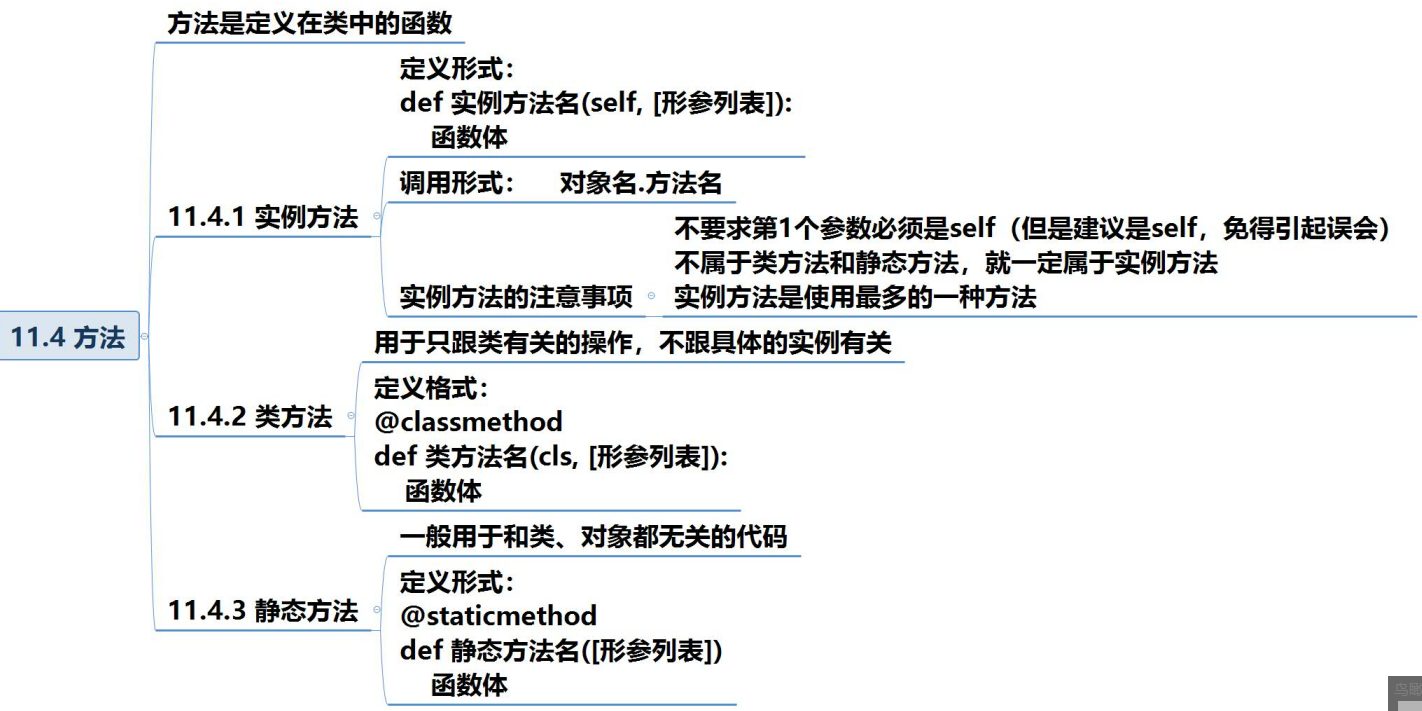 方法是定义在类中的函数
定义形式：
def 实例方法名(self, [形参列表]):
函数体
调用形式： 对象名.方法名
11.4.1 实例方法
不要求第1个参数必须是self（但是建议是self，免得引起误会）
不属于类方法和静态方法，就一定属于实例方法
实例方法的注意事项
实例方法是使用最多的一种方法
11.4 方法
用于只跟类有关的操作，不跟具体的实例有关
定义格式：
@classmethod
11.4.2 类方法
def 类方法名(cls, [形参列表]):
函数体
一般用于和类、对象都无关的代码
定义形式：
@staticmethod
11.4.3 静态方法
def 静态方法名([形参列表])
函数体